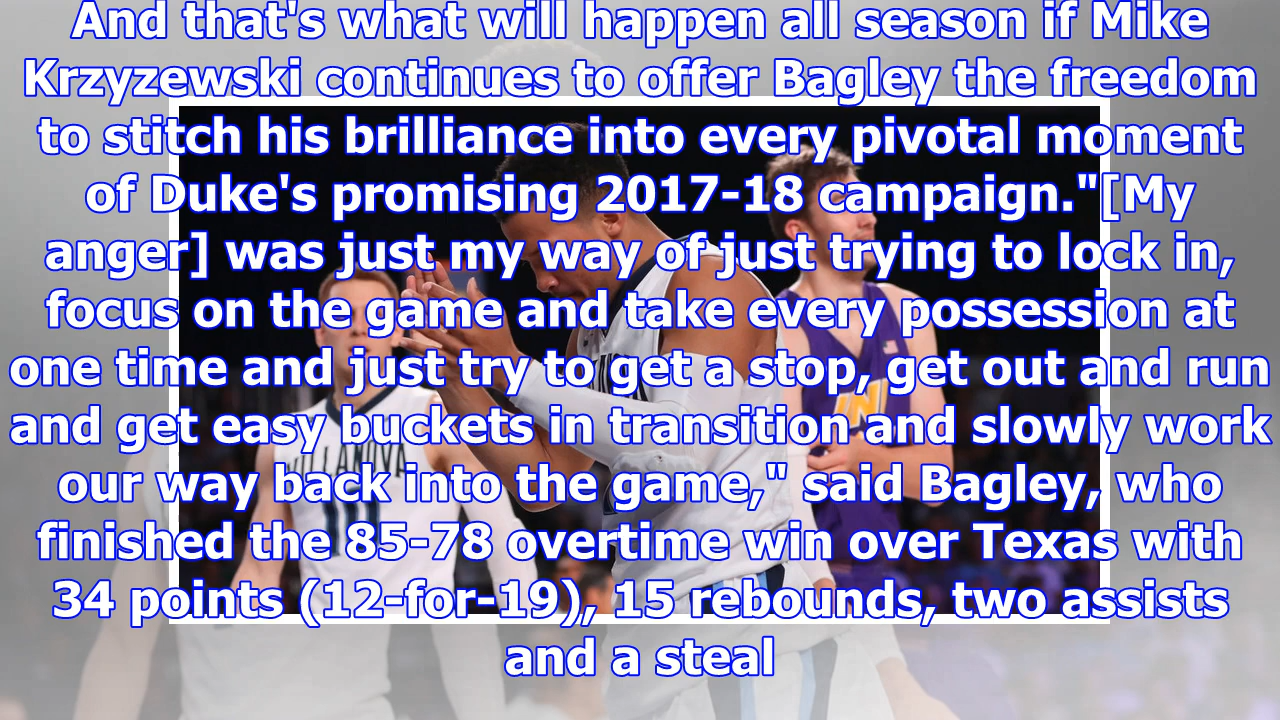 And that's what will happen all season if Mike
Krzyzewski continues to offer Bagley the freedom
to stitch his brilliance into every pivotal moment
of Duke's promising 2017-18 campaign."[My
anger] was just my way of just trying to lock in,
focus on the game and take every possession at
one time and just try to get a stop, get out and run
and get easy buckets in transition and slowly work
our way back into the game," said Bagley, who
finished the 85-78 overtime win over Texas with
34 points (12-for-19), 15 rebounds, two assists
and a steal
VILLANOVA